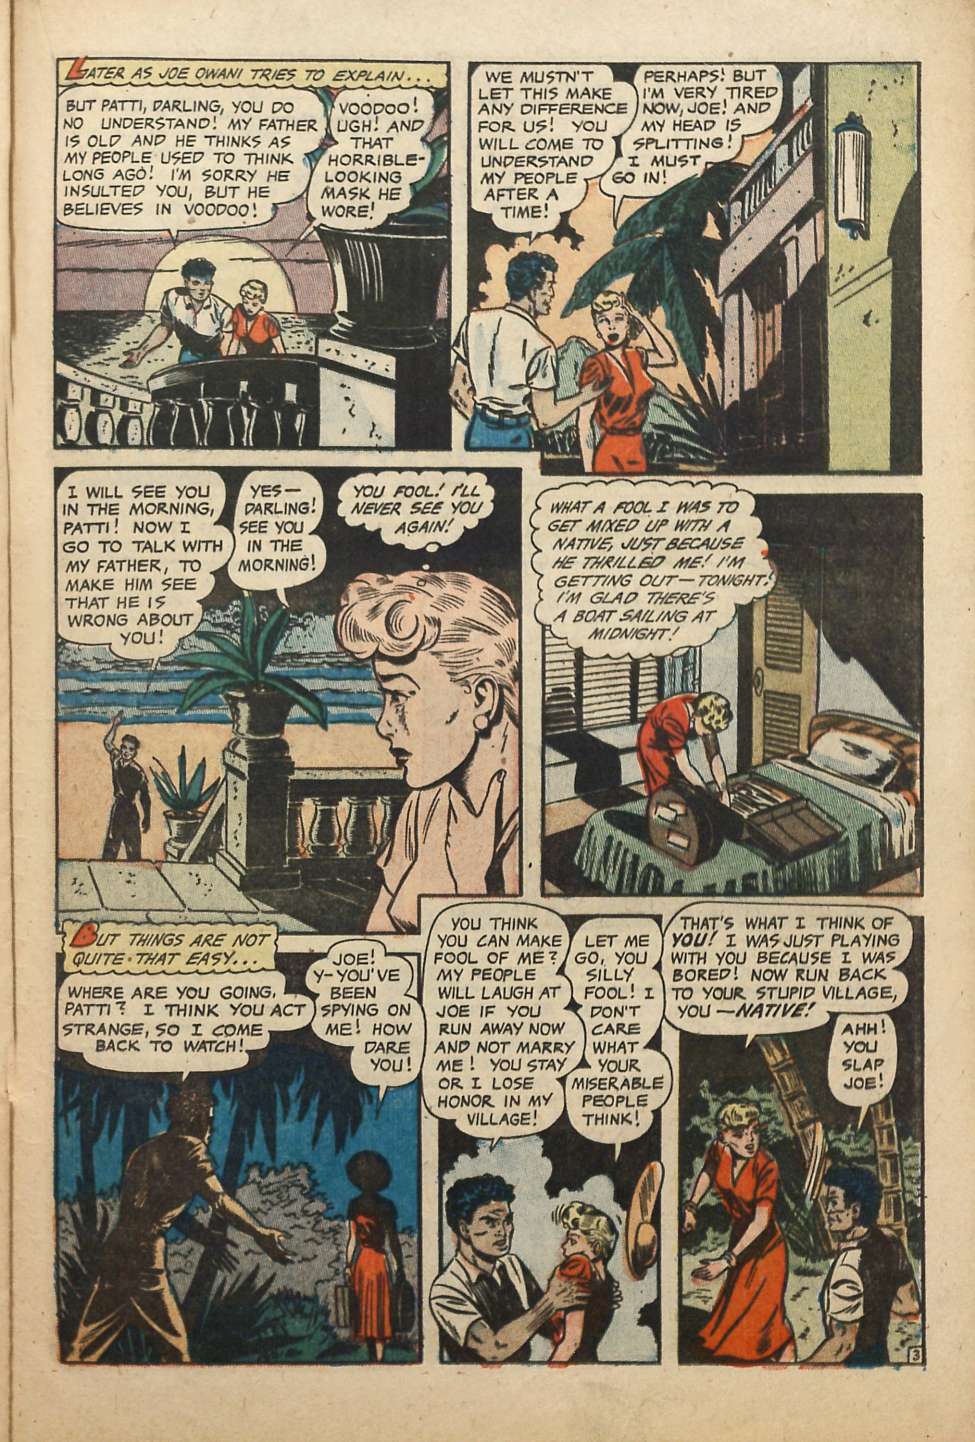 LATER AS JOE OWANI TRIES TO EXPLAIN...
BUT PATTI, DARLING, YOU DO
NO UNDERSTAND! MY FATHER
IS OLD AND HE THINKS AS
MY PEOPLE USED TO THINK
LONG AGO! I'M SORRY HE
INSULTED YOU, BUT HE
BELIEVES IN VOODOO!
VOODOO!
UGH! AND
THAT
HORRIBLE-
LOOKING
MASK HE
WORE!
WE MUSTN'T
LET THIS MAKE
ANY DIFFERENCE
FOR US! YOU
WILL COME TO
UNDERSTAND
MY PEOPLE
AFTER A
TIME!
PERHAPS! BUT
I'M VERY TIRED
NOW, JOE! AND
MY HEAD IS
SPLITTING!
I MUST
GO IN!
I WILL SEE YOU
IN THE MORNING,
PATTI! NOW I
GO TO TALK WITH
MY FATHER, TO
MAKE HIM SEE
THAT HE IS
WRONG ABOUT
YOU!
YES—
DARLING!
SEE YOU
IN THE
MORNING!
YOU FOOL! I'LL
NEVER SEE YOU
AGAIN!
WHAT A FOOL I WAS TO
GET MIXED UP WITH A
NATIVE, JUST BECAUSE
HE THRILLED ME! I'M
GETTING OUT—TONIGHT!
I'M GLAD THERE'S
A BOAT SAILING AT
MIDNIGHT!
BUT THINGS ARE NOT
QUITE THAT EASY...
WHERE ARE YOU GOING,
PATTI? I THINK YOU ACT
STRANGE, SO I COME
BACK TO WATCH!
JOE!
Y-YOU'VE
BEEN
SPYING ON
ME! HOW
DARE
YOU!
YOU THINK
YOU CAN MAKE
FOOL OF ME?
MY PEOPLE
WILL LAUGH AT
JOE IF YOU
RUN AWAY NOW
AND NOT MARRY
ME! YOU STAY
OR I LOSE
HONOR IN MY
VILLAGE!
LET ME
GO, YOU
SILLY
FOOL! I
DON'T
CARE
WHAT
YOUR
MISERABLE
PEOPLE
THINK!
THAT'S WHAT I THINK OF
YOU! I WAS JUST PLAYING
WITH YOU BECAUSE I WAS
BORED! NOW RUN BACK
TO YOUR STUPID VILLAGE,
YOU—NATIVE!
AHH!
YOU
SLAP
JOE!
3